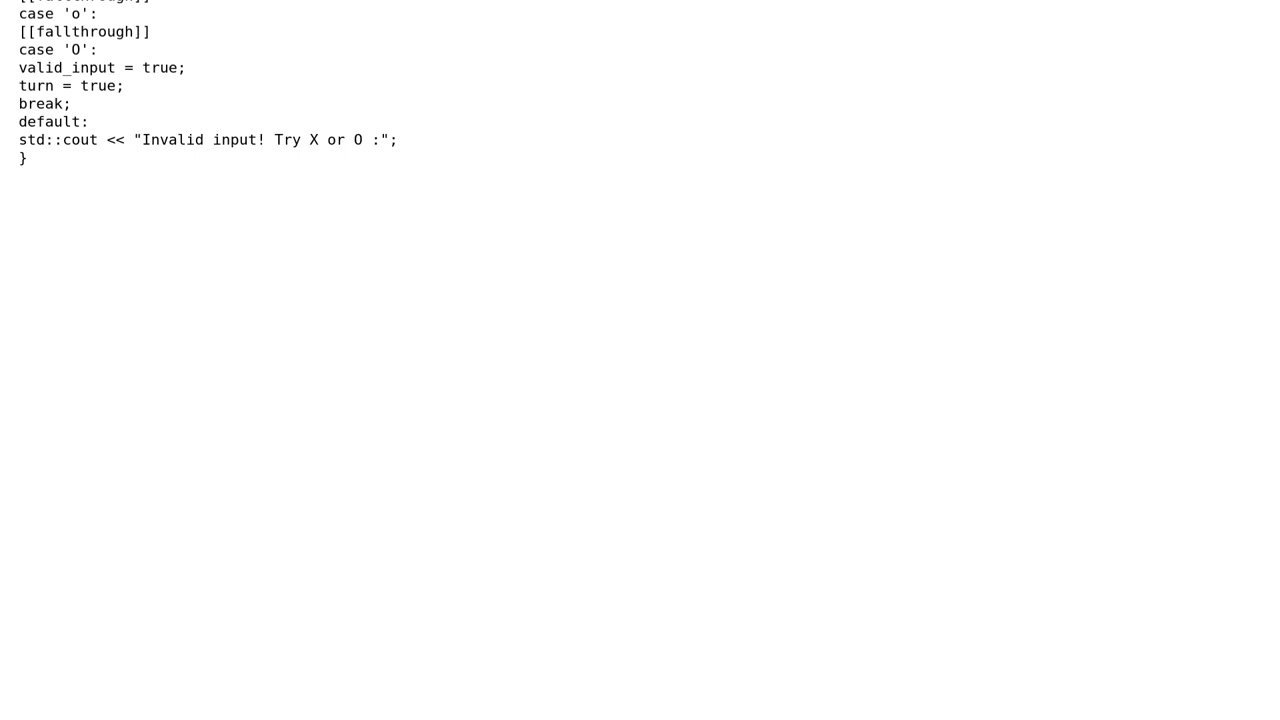 case 'o':
[[fallthrough]]
case 'O':
valid_input = true;
turn = true;
break;
default:
std::cout << "Invalid input! Try X or O :";
}